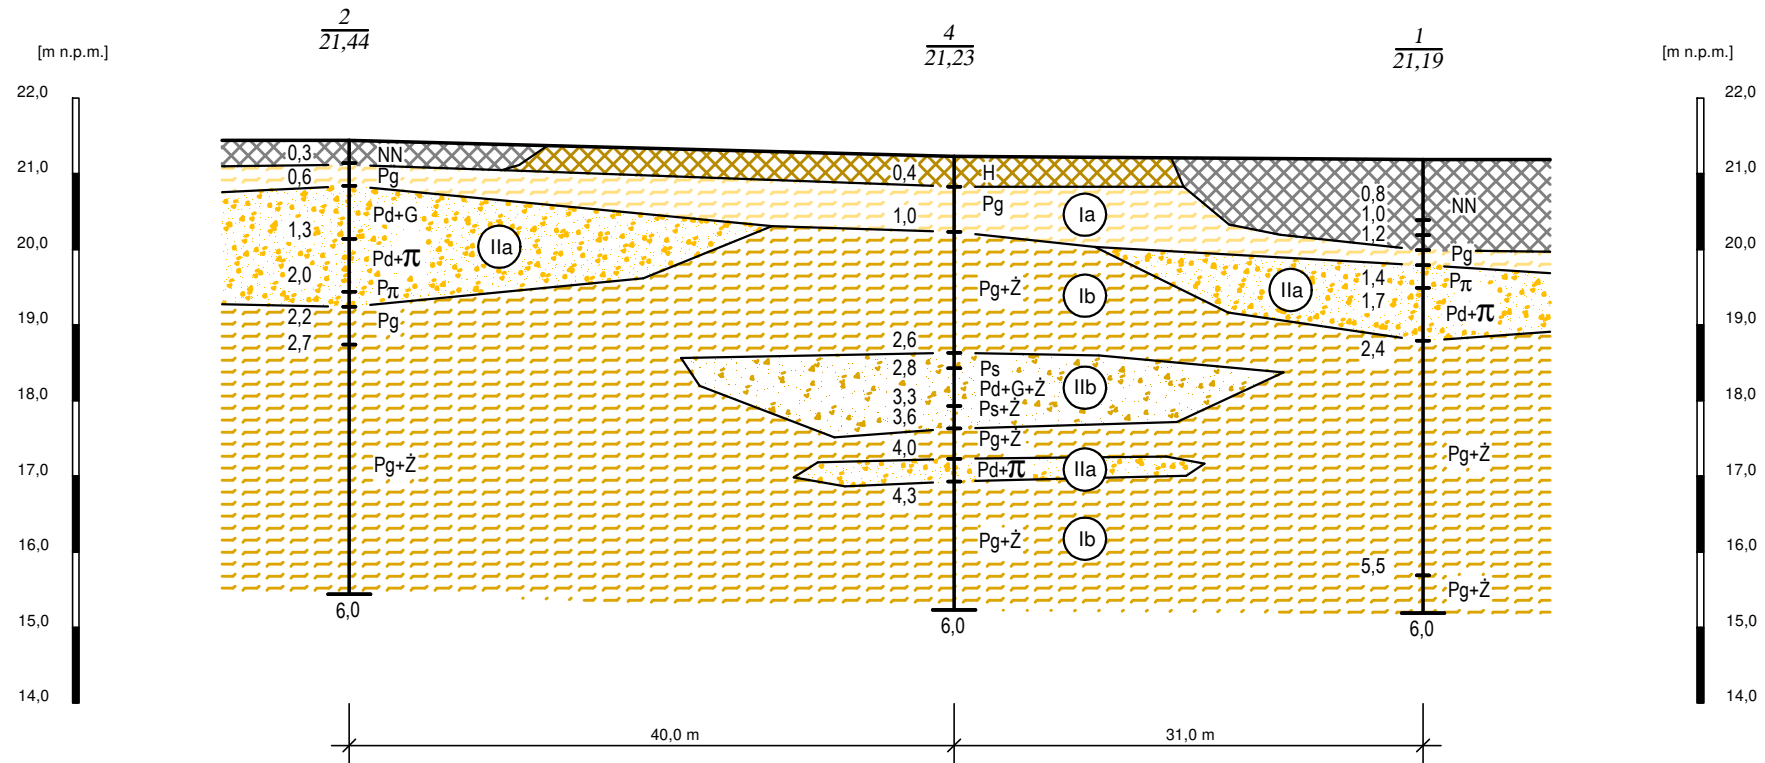 2
21,44
4
21,23
1
21,19
[m n.p.m.]
[m n.p.m.]
22,0
21,0
20,0
19,0
18,0
17,0
16,0
15,0
14,0
0,3
0,6
1,3
2,0
2,2
2,7
NN
Pg
Pd+G
Pd+π
Pπ
Pg
Pg+Ż
6,0
IIa
0,4
1,0
2,6
2,8
3,3
3,6
4,0
4,3
H
Pg
Pg+Ż
Ps
Pd+G+Ż
Ps+Ż
Pg+Ż
Pd+π
Pg+Ż
6,0
Ia
Ib
IIb
IIa
Ib
IIa
0,8
1,0
1,2
1,4
1,7
2,4
5,5
NN
Pg
Pπ
Pd+π
Pg+Ż
Pg+Ż
6,0
22,0
21,0
20,0
19,0
18,0
17,0
16,0
15,0
14,0
40,0 m
31,0 m